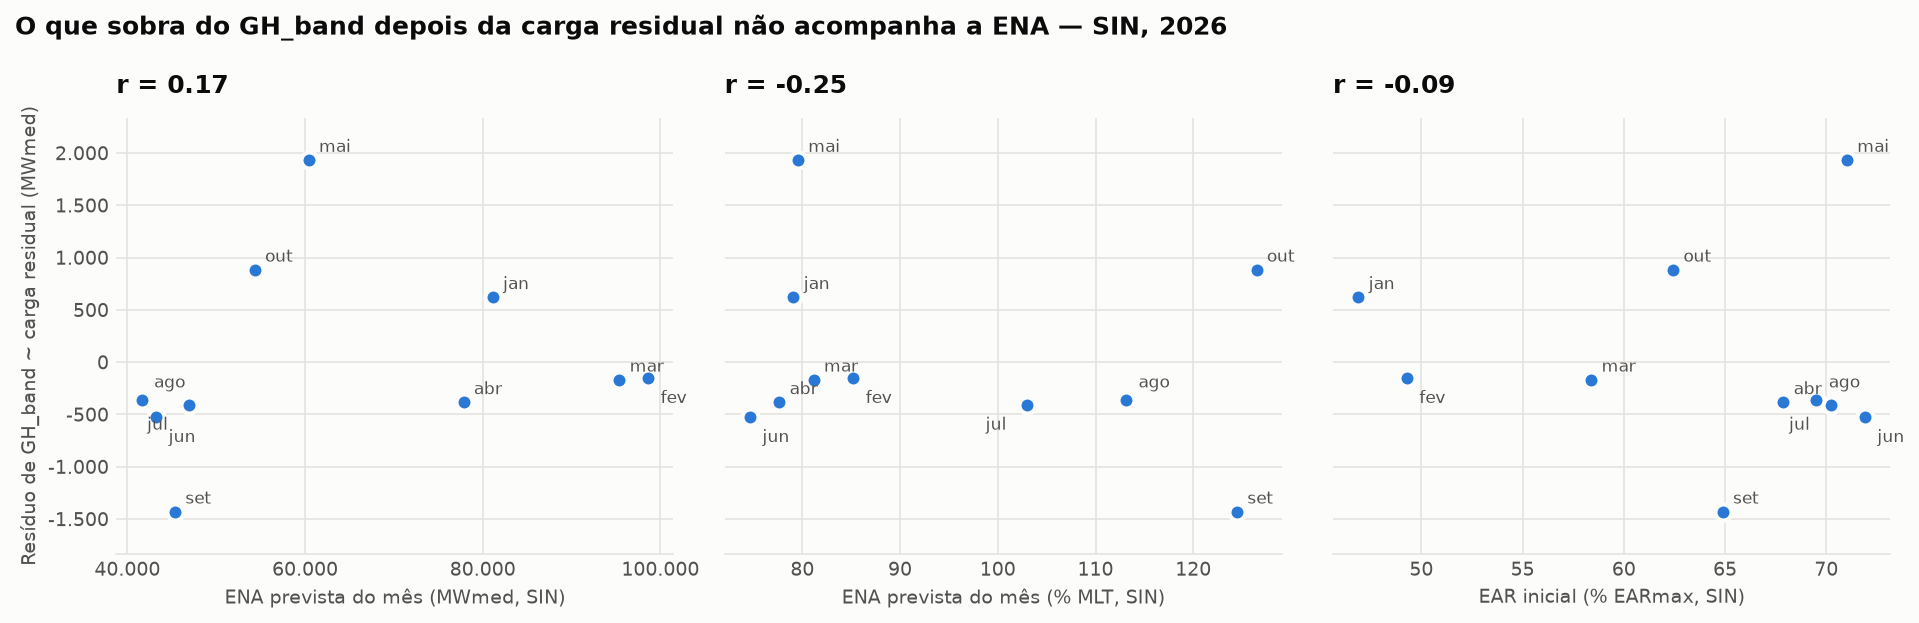 O que sobra do GH_band depois da carga residual não acompanha a ENA — SIN, 2026
r = 0.17
Resíduo de GH_band ~ carga residual (MWmed)
2.000
1.500
1.000
500
0
-500
-1.000
-1.500
mai
out
jan
mar
fev
abr
ago
jul
jun
set
40.000
60.000
80.000
100.000
ENA prevista do mês (MWmed, SIN)
r = -0.25
mai
out
jan
mar
fev
abr
ago
jul
jun
set
80
90
100
110
120
ENA prevista do mês (% MLT, SIN)
r = -0.09
mai
out
jan
mar
fev
abr
ago
jul
jun
set
50
55
60
65
70
EAR inicial (% EARmax, SIN)